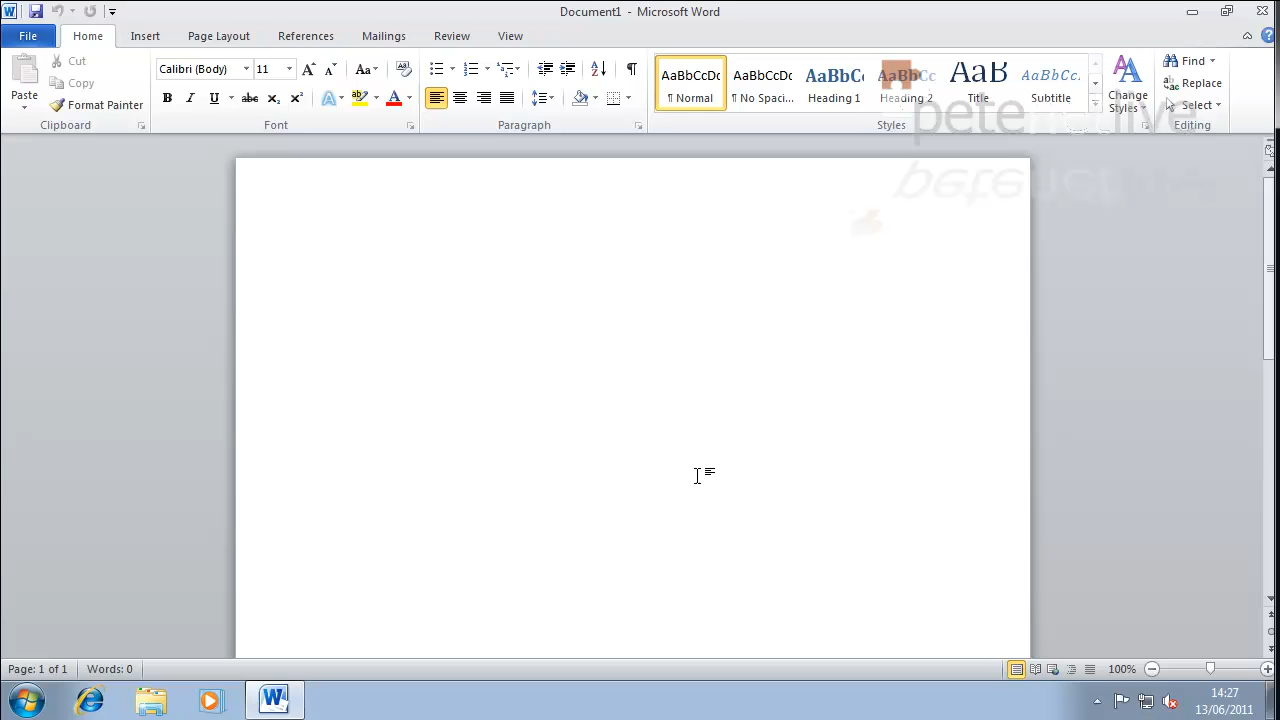 Document1 - Microsoft Word
File Home Insert Page Layout References Mailings Review View
Paste
Cut
Copy
Format Painter
Clipboard
Calibri (Body) 11
Font
Paragraph
AaBbCcDc AaBbCcDc AaBbC AaBbCc AaB AaBbCc.
¶ Normal ¶ No Spaci... Heading 1 Heading 2 Title Subtitle
Change Styles
Styles
Find
Replace
Select
Editing
Page: 1 of 1 Words: 0 100%
14:27
13/06/2011